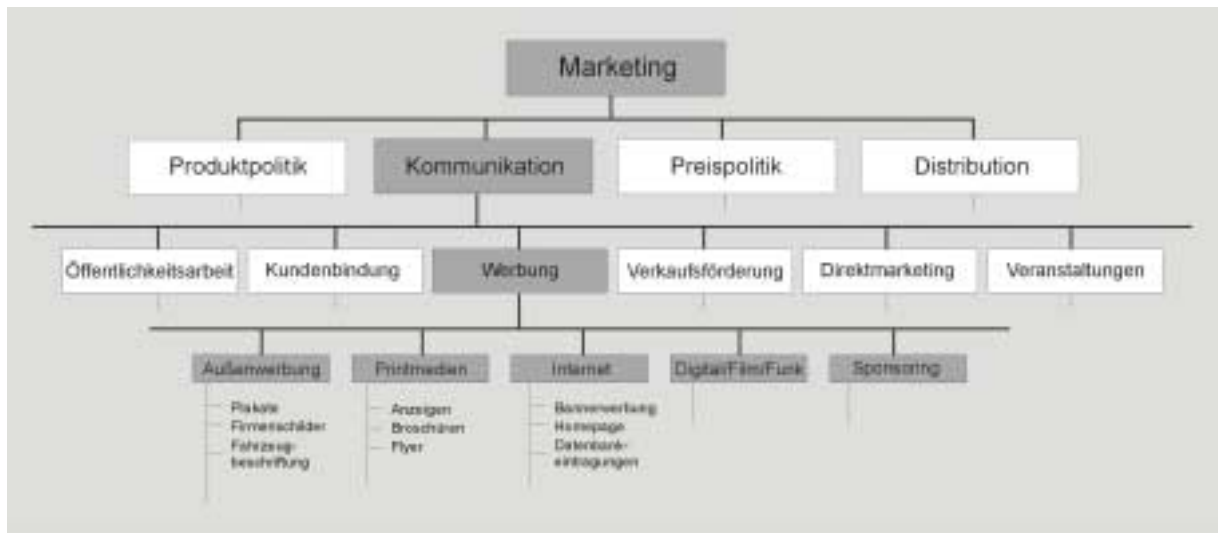 Marketing
Produktpolitik
Kommunikation
Preispolitik
Distribution
Öffentlichkeitsarbeit
Kundenbindung
Werbung
Verkaufsförderung
Direktmarketing
Veranstaltungen
Außenwerbung
Printmedien
Internet
Digital/Film/Funk
Sponsoring
Plakate
Firmenschilder
Fahrzeug-
beschriftung
Anzeigen
Broschüren
Flyer
Bannerwerbung
Homepage
Datenbank-
eintragungen